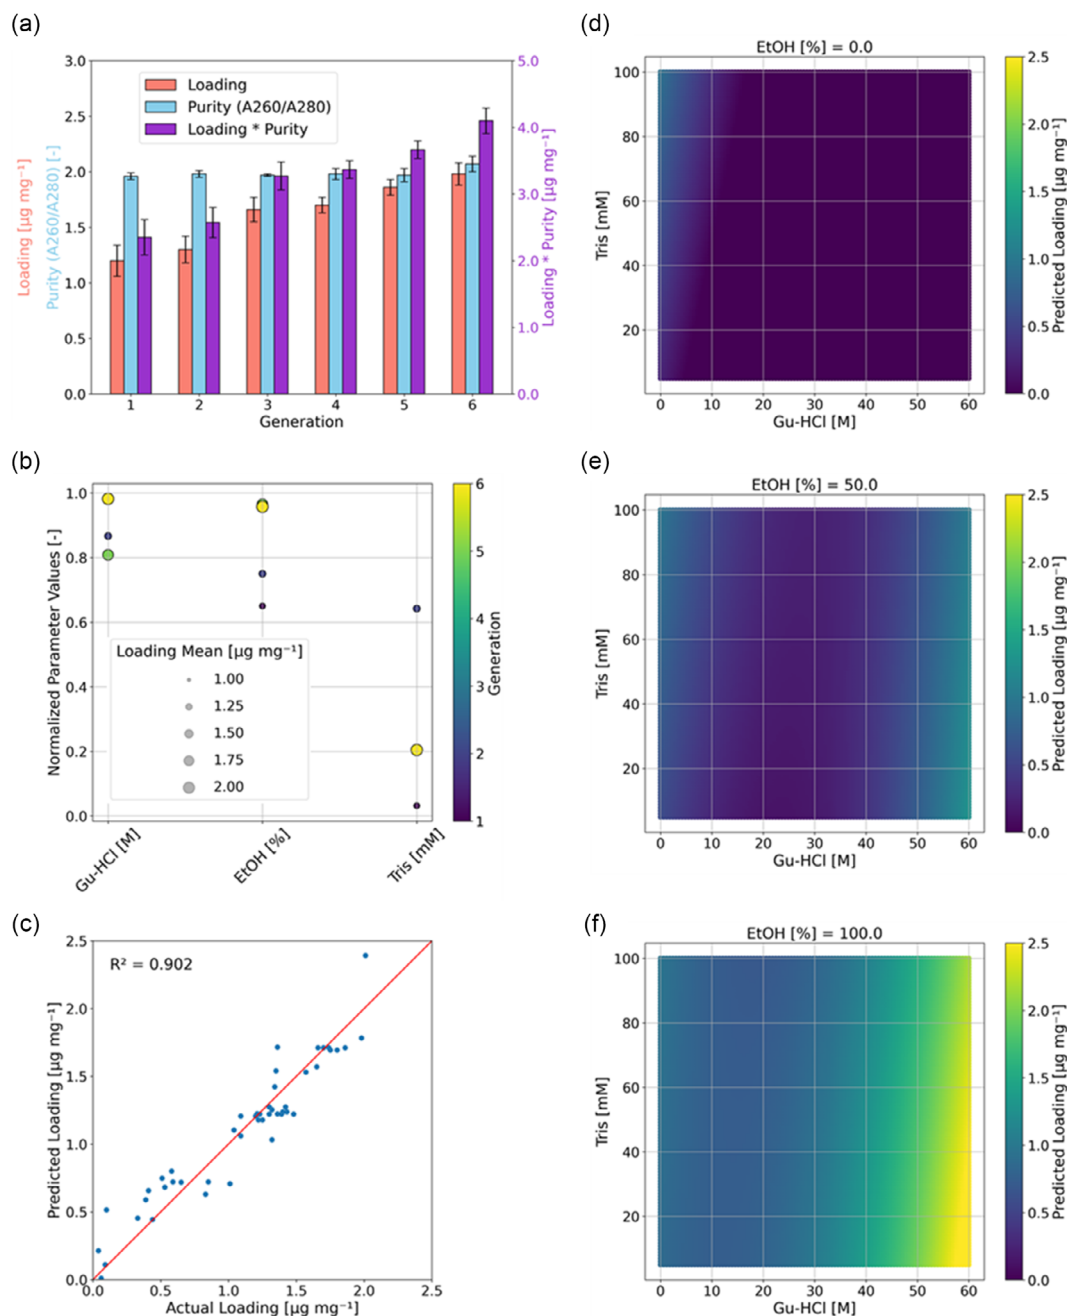 (a)
3.0
2.5
2.0
1.5
1.0
0.5
0.0
Loading [µg mg⁻¹]
Purity (A260/A280) [-]
Loading
Purity (A260/A280)
Loading * Purity
5.0
4.0
3.0
2.0
1.0
0.0
Loading * Purity [µg mg⁻¹]
1 2 3 4 5 6
Generation
(b)
1.0
0.8
0.6
0.4
0.2
0.0
Normalized Parameter Values [-]
Loading Mean [µg mg⁻¹]
1.00
1.25
1.50
1.75
2.00
Gu-HCl [M]
EtOH [%]
Tris [mM]
6
5
4
3
2
1
Generation
(c)
2.5
2.0
1.5
1.0
0.5
0.0
Predicted Loading [µg mg⁻¹]
R² = 0.902
0.0 0.5 1.0 1.5 2.0 2.5
Actual Loading [µg mg⁻¹]
(d)
EtOH [%] = 0.0
100
80
60
40
20
Tris [mM]
0 10 20 30 40 50 60
Gu-HCl [M]
2.5
2.0
1.5
1.0
0.5
0.0
Predicted Loading [µg mg⁻¹]
(e)
EtOH [%] = 50.0
100
80
60
40
20
Tris [mM]
0 10 20 30 40 50 60
Gu-HCl [M]
2.5
2.0
1.5
1.0
0.5
0.0
Predicted Loading [µg mg⁻¹]
(f)
EtOH [%] = 100.0
100
80
60
40
20
Tris [mM]
0 10 20 30 40 50 60
Gu-HCl [M]
2.5
2.0
1.5
1.0
0.5
0.0
Predicted Loading [µg mg⁻¹]